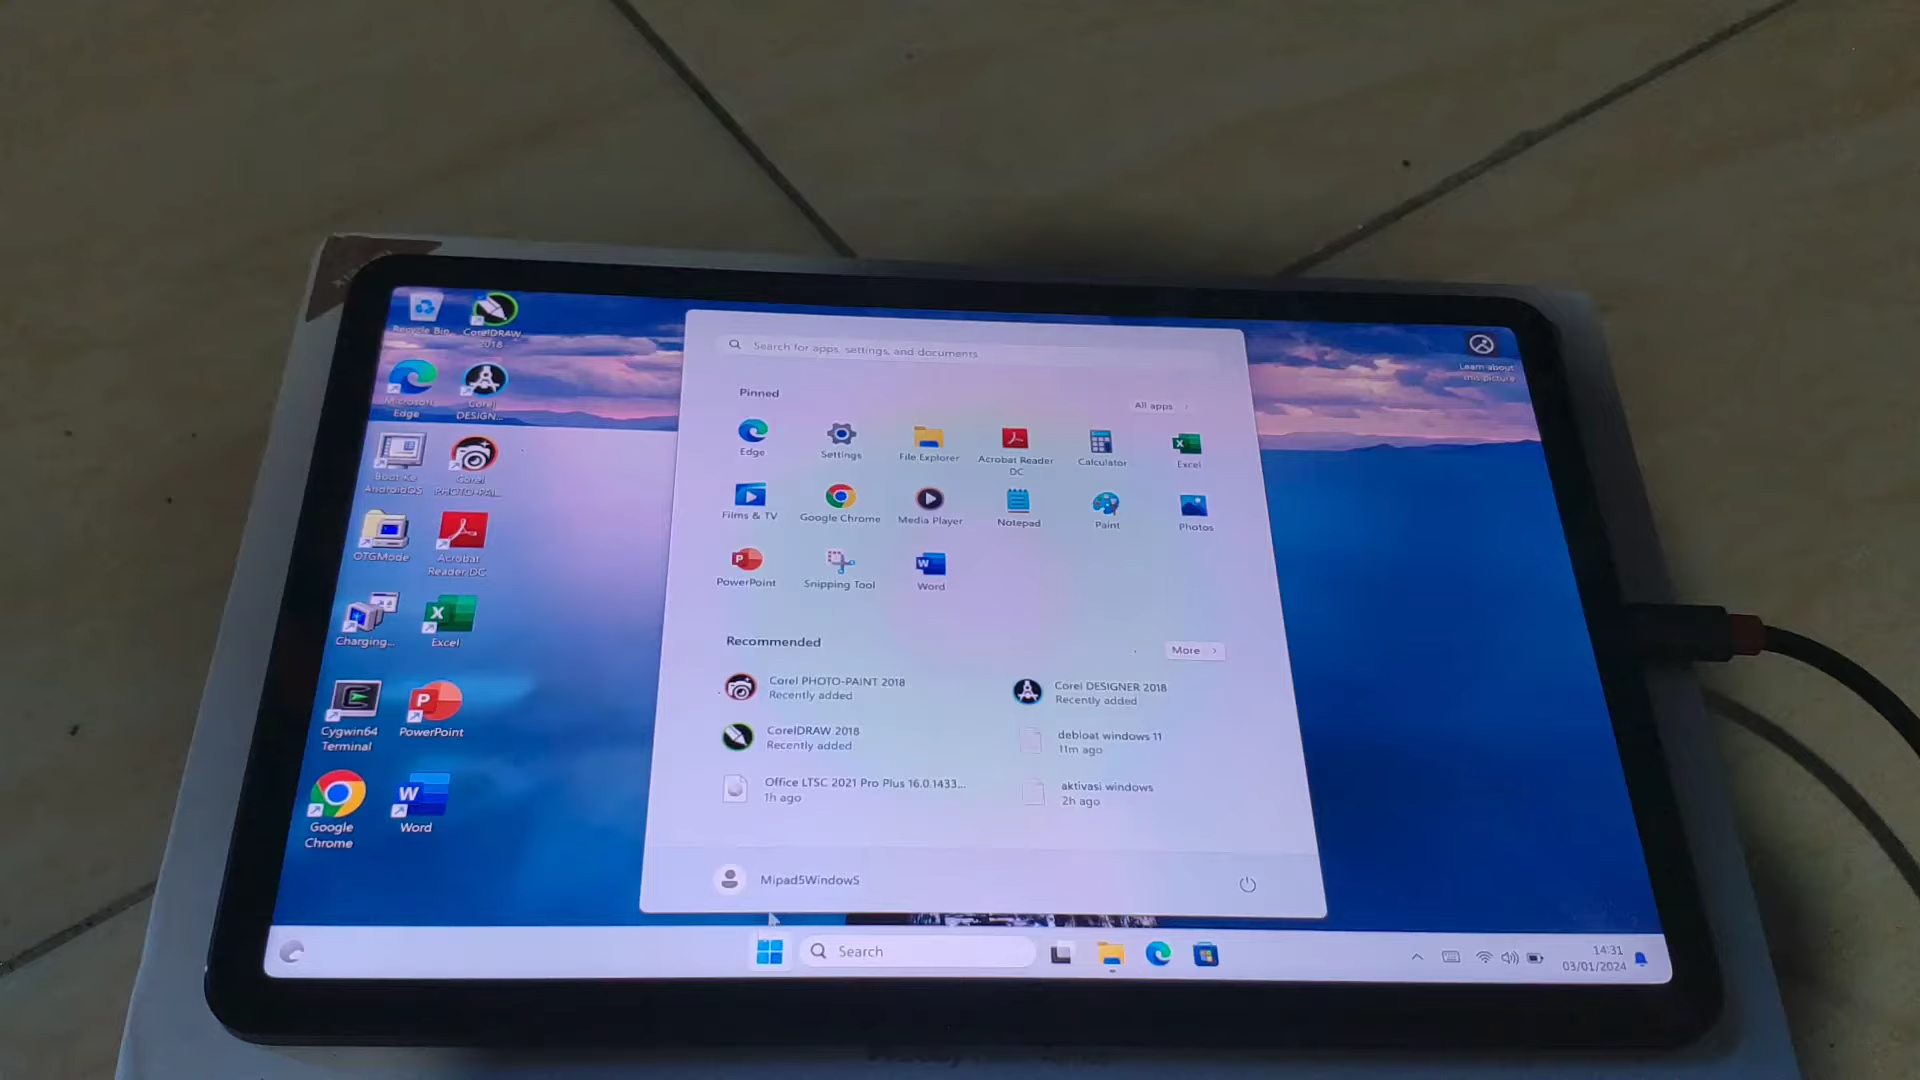 Recycle Bin
CorelDRAW
2018
Microsoft
Edge
Corel
DESIGN...
Boot Ke
AndroidOS
Corel
PHOTO-PAI...
OTGMode
Acrobat
Reader DC
Charging...
Excel
Cygwin64
Terminal
PowerPoint
Google
Chrome
Word
Search for apps, settings, and documents
Pinned
All apps
Edge
Settings
File Explorer
Acrobat Reader
DC
Calculator
Excel
Films & TV
Google Chrome
Media Player
Notepad
Paint
Photos
PowerPoint
Snipping Tool
Word
Recommended
More
Corel PHOTO-PAINT 2018
Recently added
Corel DESIGNER 2018
Recently added
CorelDRAW 2018
Recently added
debloat windows 11
11m ago
Office LTSC 2021 Pro Plus 16.0.1433...
1h ago
aktivasi windows
2h ago
Mipad5WindowS
Learn about
this picture
Search
14:31
03/01/2024